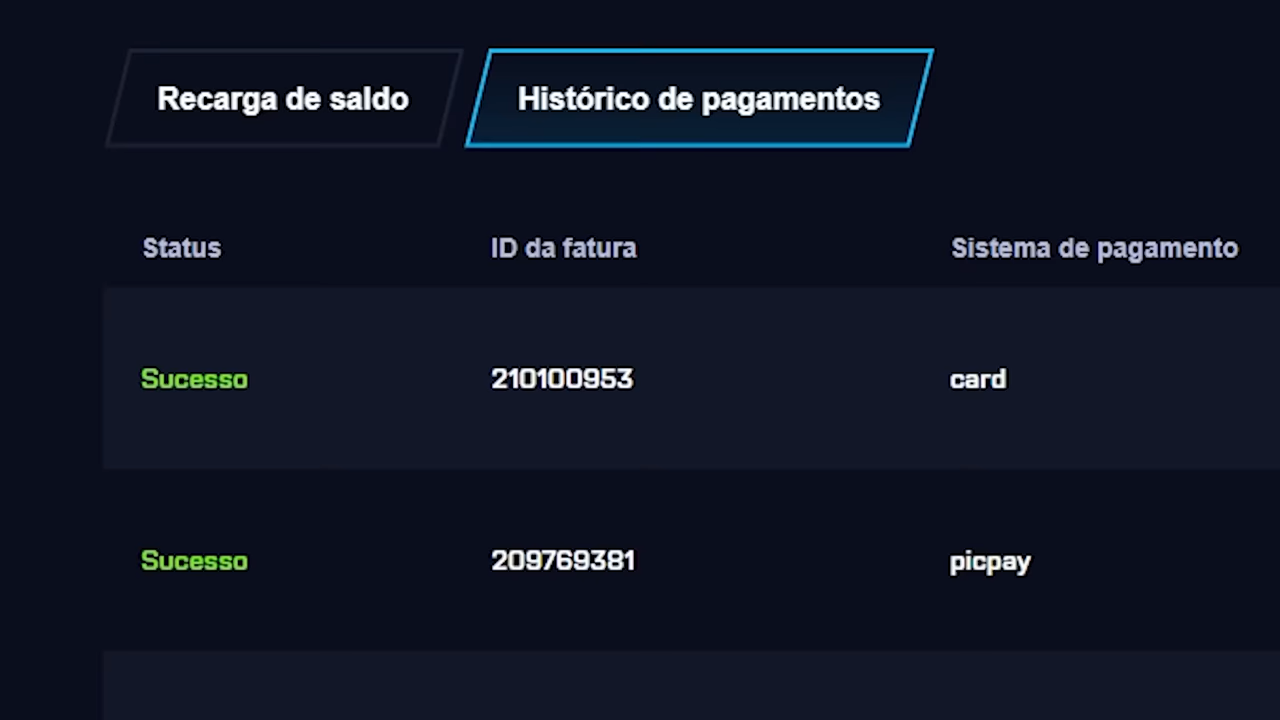 Recarga de saldo Histórico de pagamentos
Status ID da fatura Sistema de pagamento
Sucesso 210100953 card
Sucesso 209769381 picpay